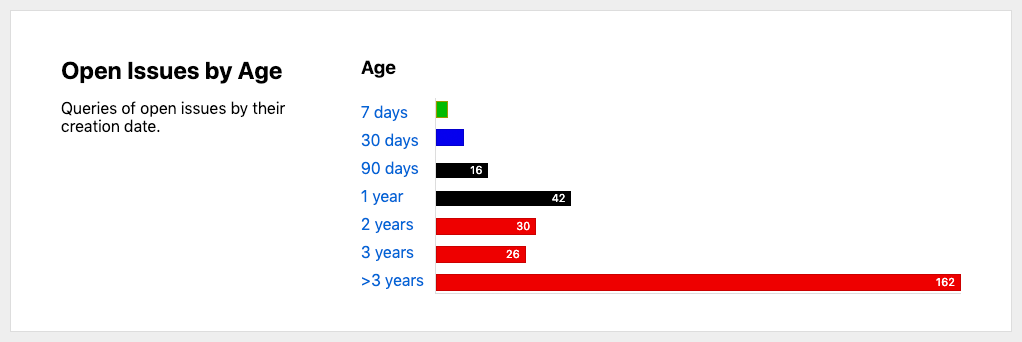 Open Issues by Age
Queries of open issues by their
creation date.
Age
7 days
30 days
90 days 16
1 year 42
2 years 30
3 years 26
>3 years 162